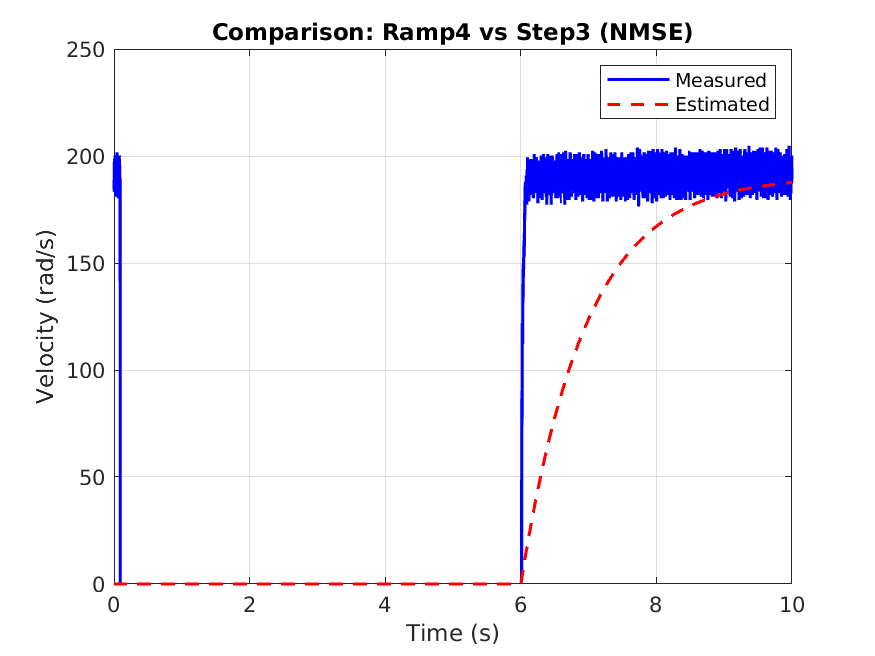 Comparison: Ramp4 vs Step3 (NMSE)
Measured
Estimated
Velocity (rad/s)
250
200
150
100
50
0
0 2 4 6 8 10
Time (s)